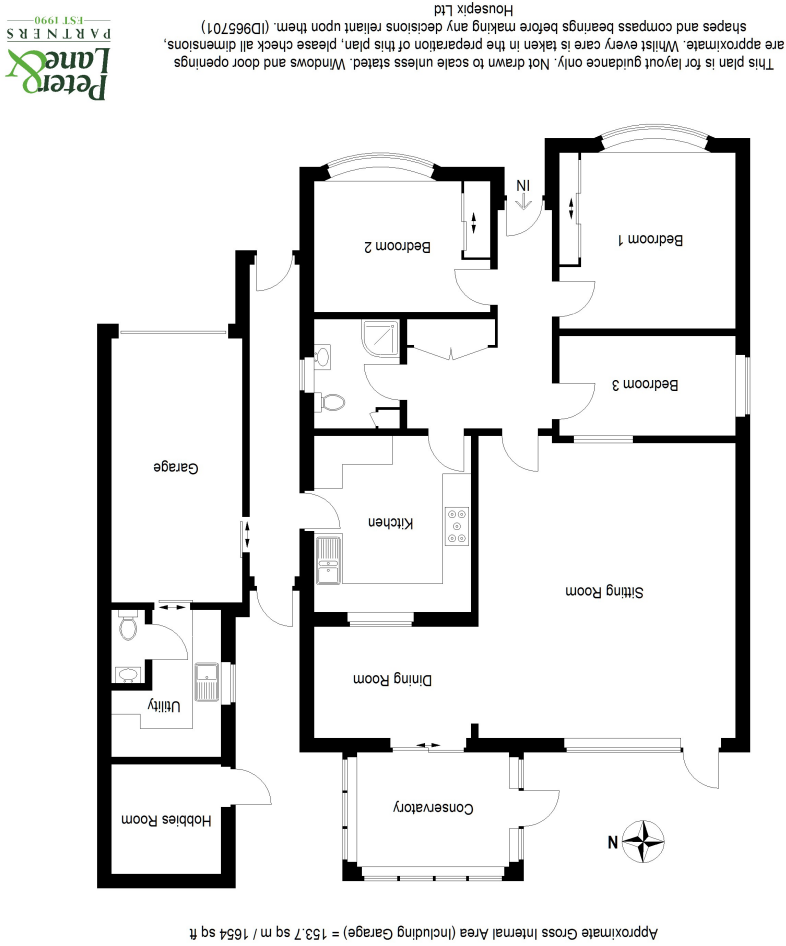 Approximate Gross Internal Area (Including Garage) = 153.7 sq m / 1654 sq ft
N
Conservatory
Hobbies Room
Utility
Dining Room
Sitting Room
Kitchen
Garage
Bedroom 3
Bedroom 1
Bedroom 2
IN
This plan is for layout guidance only. Not drawn to scale unless stated. Windows and door openings
are approximate. Whilst every care is taken in the preparation of this plan, please check all dimensions,
shapes and compass bearings before making any decisions reliant upon them. (ID965701)
Housepix Ltd
Peter
& Lane
PARTNERS
EST 1990